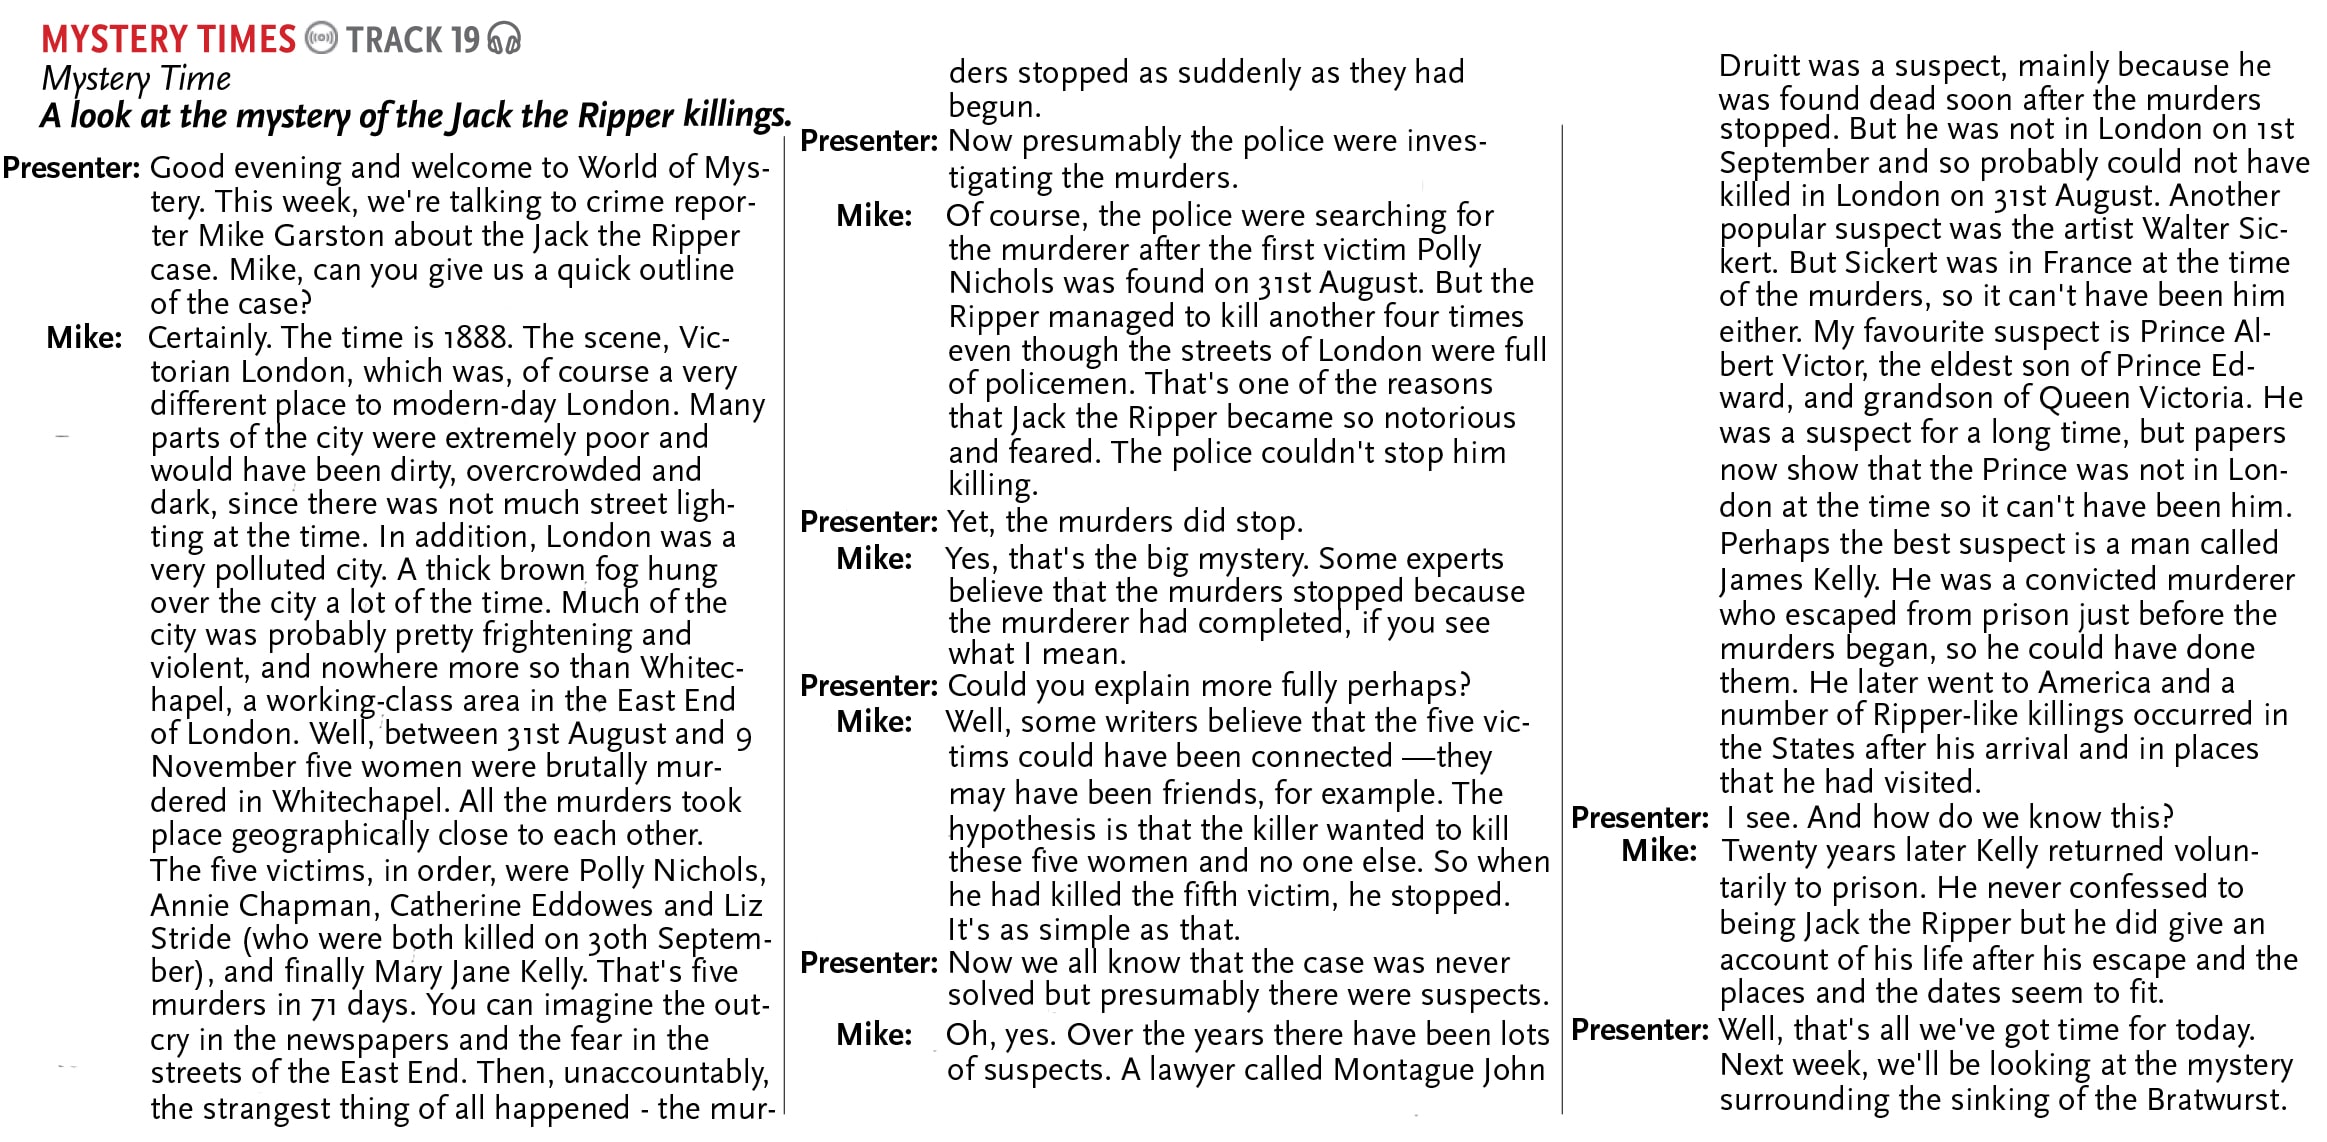 MYSTERY TIMES TRACK 19
Mystery Time
A look at the mystery of the Jack the Ripper killings.
Presenter: Good evening and welcome to World of Mys-
tery. This week, we're talking to crime repor-
ter Mike Garston about the Jack the Ripper
case. Mike, can you give us a quick outline
of the case?
Mike: Certainly. The time is 1888. The scene, Vic-
torian London, which was, of course a very
different place to modern-day London. Many
parts of the city were extremely poor and
would have been dirty, overcrowded and
dark, since there was not much street ligh-
ting at the time. In addition, London was a
very polluted city. A thick brown fog hung
over the city a lot of the time. Much of the
city was probably pretty frightening and
violent, and nowhere more so than Whitec-
hapel, a working-class area in the East End
of London. Well, between 31st August and 9
November five women were brutally mur-
dered in Whitechapel. All the murders took
place geographically close to each other.
The five victims, in order, were Polly Nichols,
Annie Chapman, Catherine Eddowes and Liz
Stride (who were both killed on 30th Septem-
ber), and finally Mary Jane Kelly. That's five
murders in 71 days. You can imagine the out-
cry in the newspapers and the fear in the
streets of the East End. Then, unaccountably,
the strangest thing of all happened - the mur-
ders stopped as suddenly as they had
begun.
Presenter: Now presumably the police were inves-
tigating the murders.
Mike: Of course, the police were searching for
the murderer after the first victim Polly
Nichols was found on 31st August. But the
Ripper managed to kill another four times
even though the streets of London were full
of policemen. That's one of the reasons
that Jack the Ripper became so notorious
and feared. The police couldn't stop him
killing.
Presenter: Yet, the murders did stop.
Mike: Yes, that's the big mystery. Some experts
believe that the murders stopped because
the murderer had completed, if you see
what I mean.
Presenter: Could you explain more fully perhaps?
Mike: Well, some writers believe that the five vic-
tims could have been connected —they
may have been friends, for example. The
hypothesis is that the killer wanted to kill
these five women and no one else. So when
he had killed the fifth victim, he stopped.
It's as simple as that.
Presenter: Now we all know that the case was never
solved but presumably there were suspects.
Mike: Oh, yes. Over the years there have been lots
of suspects. A lawyer called Montague John
Druitt was a suspect, mainly because he
was found dead soon after the murders
stopped. But he was not in London on 1st
September and so probably could not have
killed in London on 31st August. Another
popular suspect was the artist Walter Sic-
kert. But Sickert was in France at the time
of the murders, so it can't have been him
either. My favourite suspect is Prince Al-
bert Victor, the eldest son of Prince Ed-
ward, and grandson of Queen Victoria. He
was a suspect for a long time, but papers
now show that the Prince was not in Lon-
don at the time so it can't have been him.
Perhaps the best suspect is a man called
James Kelly. He was a convicted murderer
who escaped from prison just before the
murders began, so he could have done
them. He later went to America and a
number of Ripper-like killings occurred in
the States after his arrival and in places
that he had visited.
Presenter: I see. And how do we know this?
Mike: Twenty years later Kelly returned volun-
tarily to prison. He never confessed to
being Jack the Ripper but he did give an
account of his life after his escape and the
places and the dates seem to fit.
Presenter: Well, that's all we've got time for today.
Next week, we'll be looking at the mystery
surrounding the sinking of the Bratwurst.